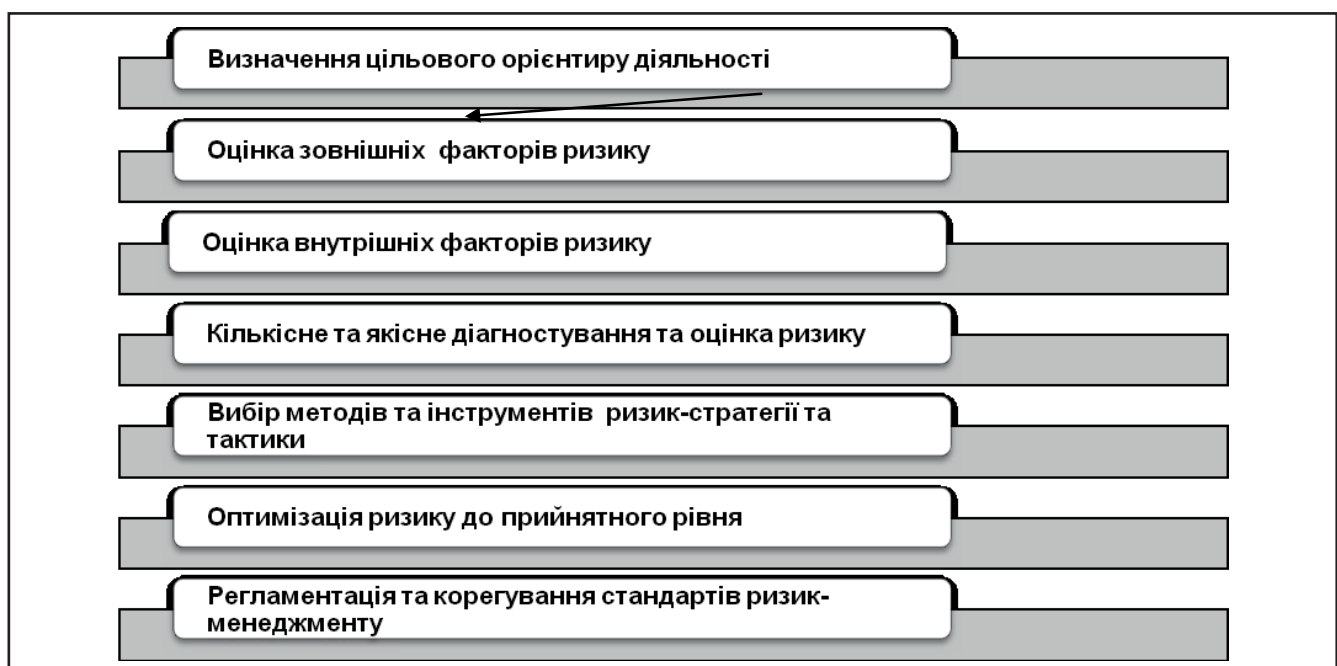 Визначення цільового орієнтиру діяльності
Оцінка зовнішніх факторів ризику
Оцінка внутрішніх факторів ризику
Кількісне та якісне діагностування та оцінка ризику
Вибір методів та інструментів ризик-стратегії та
тактики
Оптимізація ризику до прийнятного рівня
Регламентація та корегування стандартів ризик-
менеджменту